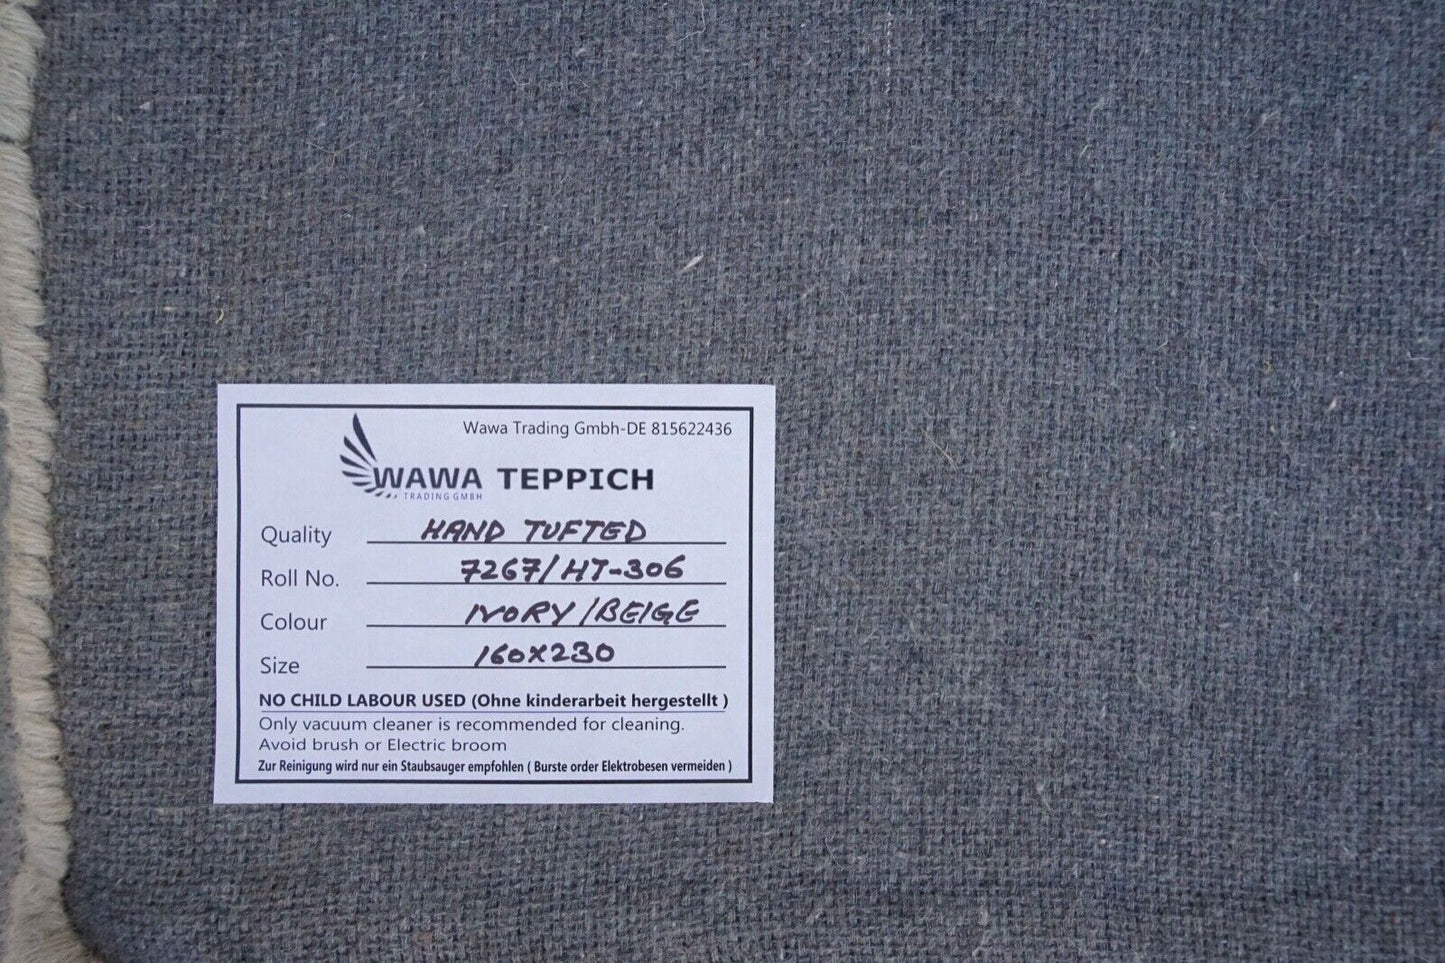 Wawa Trading Gmbh-DE 815622436
WAWA TEPPICH
TRADING GMBH
Quality HAND TUFTED
Roll No. 7267/HT-306
Colour IVORY/BEIGE
Size 160X230
NO CHILD LABOUR USED (Ohne kinderarbeit hergestellt )
Only vacuum cleaner is recommended for cleaning.
Avoid brush or Electric broom
Zur Reinigung wird nur ein Staubsauger empfohlen ( Burste order Elektrobesen vermeiden )